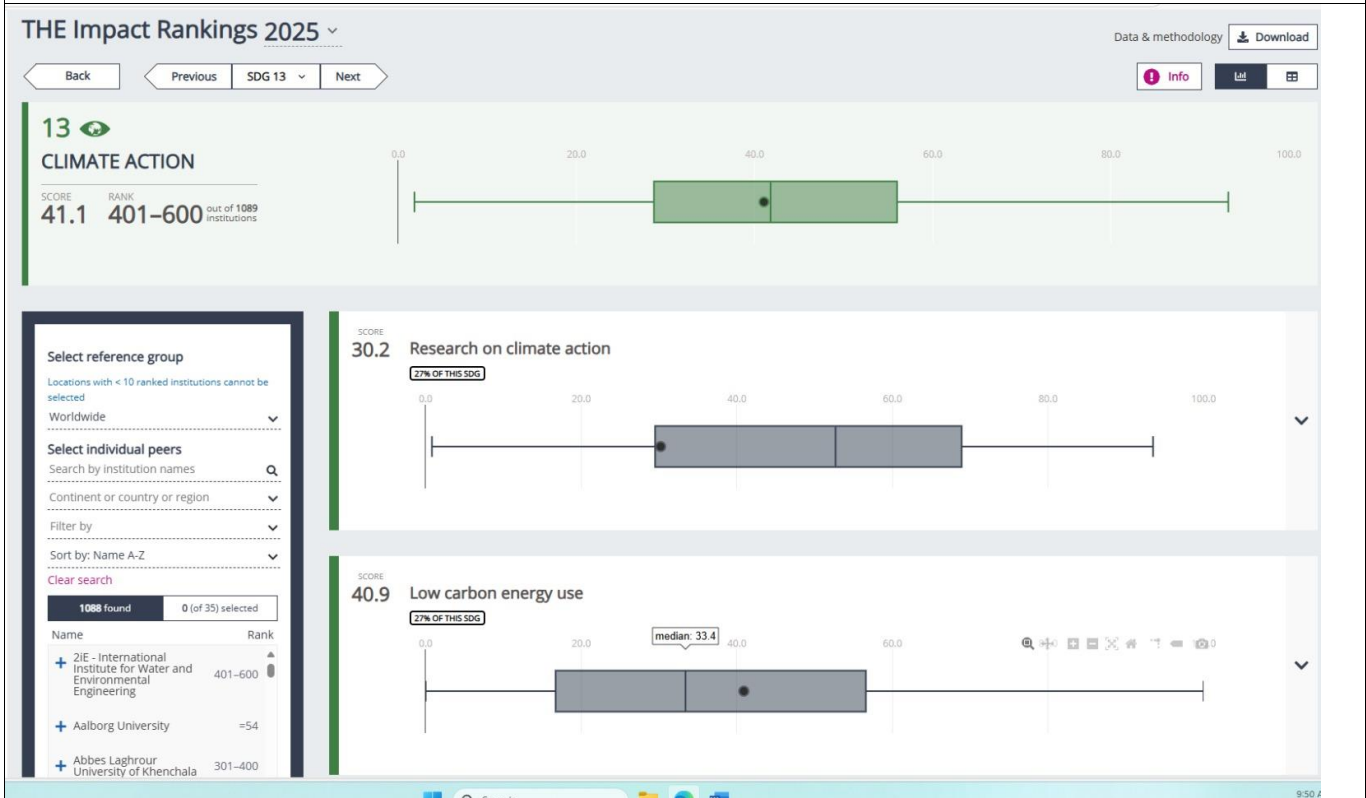 THE Impact Rankings 2025
Data & methodology Download
Back Previous SDG 13 Next
Info
13
CLIMATE ACTION
SCORE RANK
41.1 401–600 out of 1089 institutions
0.0 20.0 40.0 60.0 80.0 100.0
Select reference group
Locations with < 10 ranked institutions cannot be
selected
Worldwide
Select individual peers
Search by institution names
Continent or country or region
Filter by
Sort by: Name A-Z
Clear search
1088 found 0 (of 35) selected
Name Rank
2iE - International
Institute for Water and
Environmental
Engineering
401–600
Aalborg University =54
Abbes Laghrour
University of Khenchala
301–400
SCORE
30.2 Research on climate action
27% OF THIS SDG
0.0 20.0 40.0 60.0 80.0 100.0
SCORE
40.9 Low carbon energy use
27% OF THIS SDG
median: 33.4
0.0 20.0 40.0 60.0
9:50